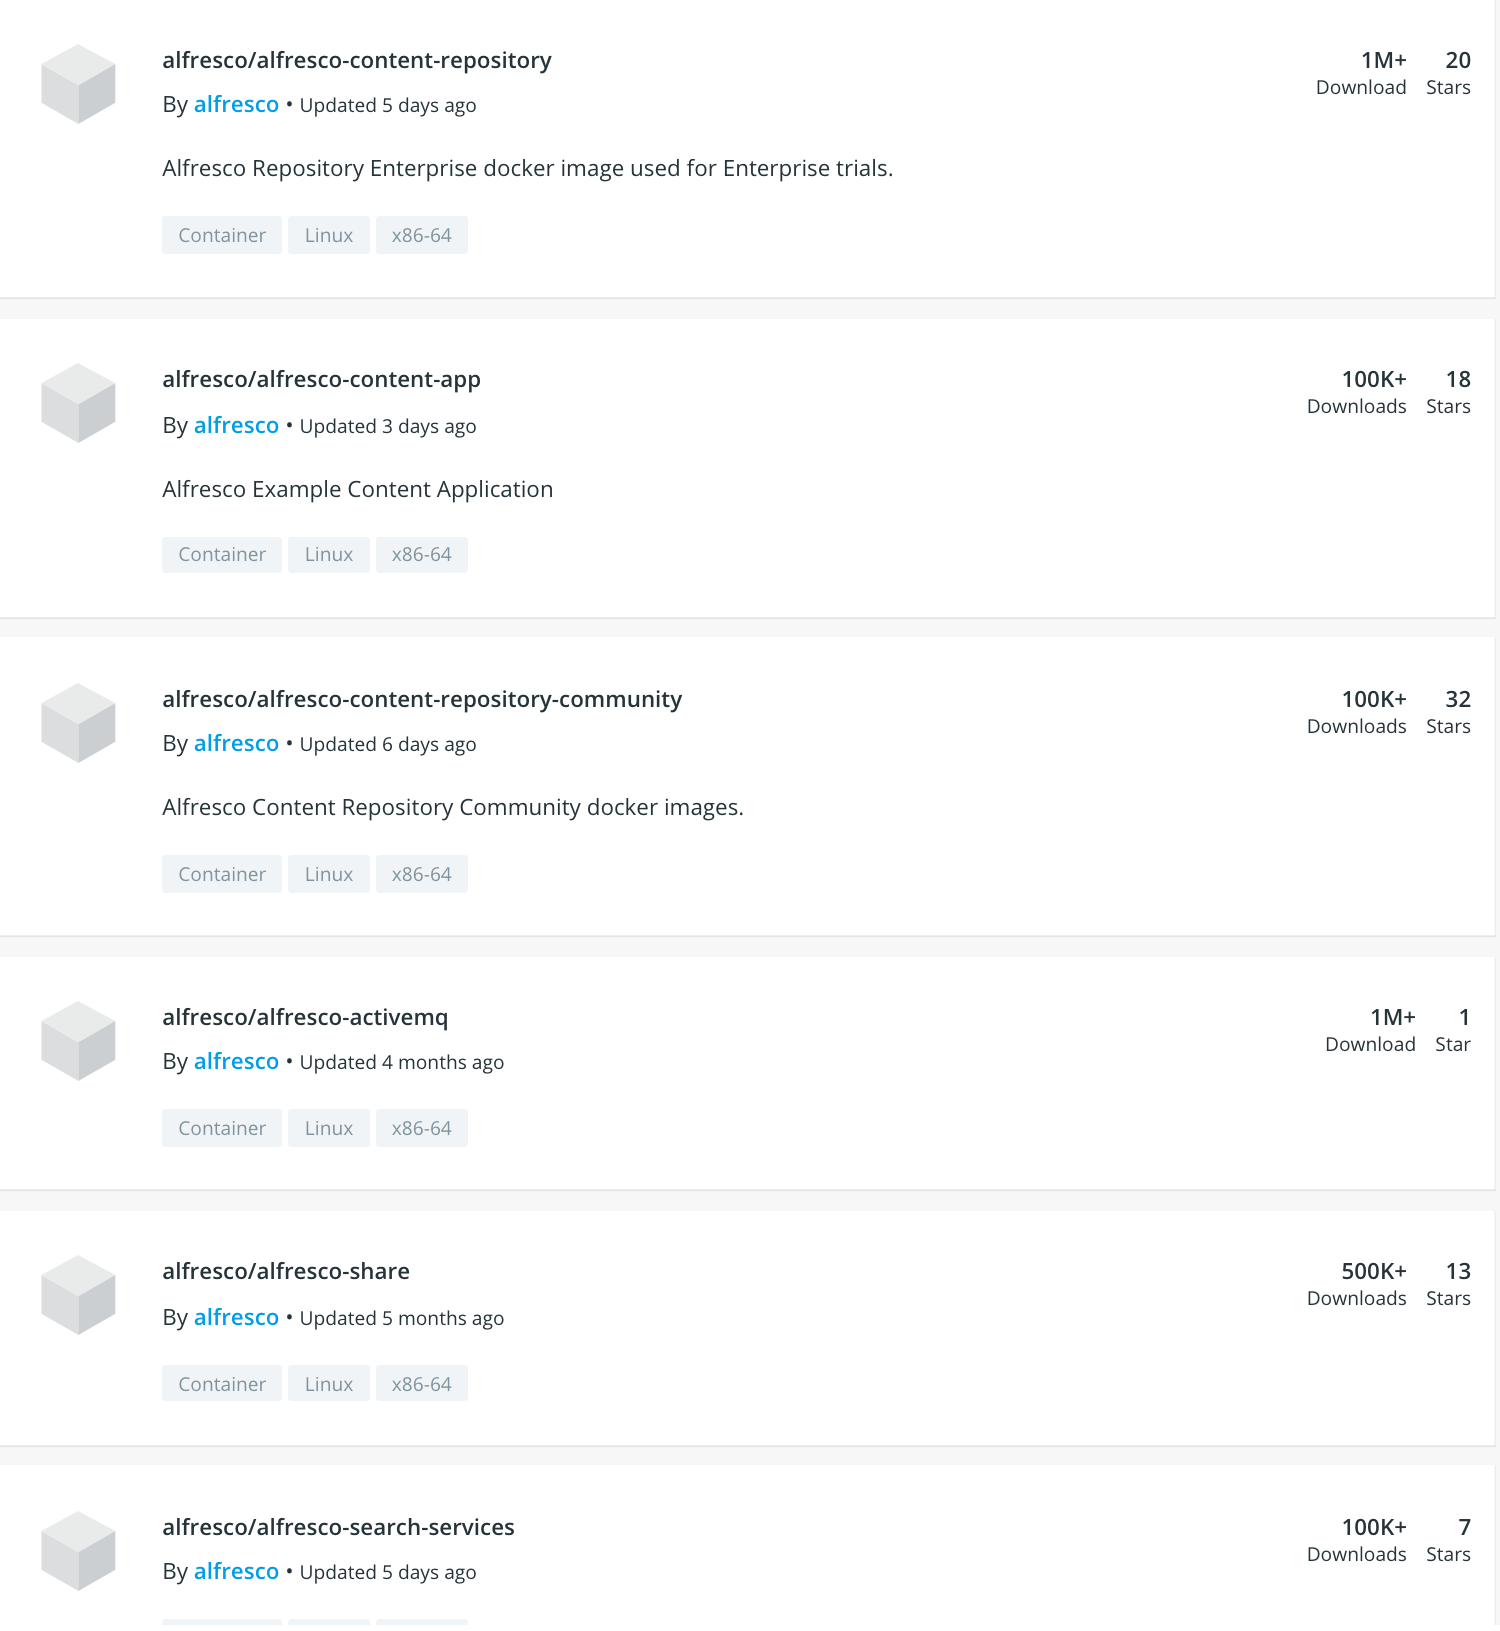 alfresco/alfresco-content-repository
1M+ 20
By alfresco • Updated 5 days ago
Download Stars
Alfresco Repository Enterprise docker image used for Enterprise trials.
Container Linux x86-64
alfresco/alfresco-content-app
100K+ 18
By alfresco • Updated 3 days ago
Downloads Stars
Alfresco Example Content Application
Container Linux x86-64
alfresco/alfresco-content-repository-community
100K+ 32
By alfresco • Updated 6 days ago
Downloads Stars
Alfresco Content Repository Community docker images.
Container Linux x86-64
alfresco/alfresco-activemq
1M+ 1
By alfresco • Updated 4 months ago
Download Star
Container Linux x86-64
alfresco/alfresco-share
500K+ 13
By alfresco • Updated 5 months ago
Downloads Stars
Container Linux x86-64
alfresco/alfresco-search-services
100K+ 7
By alfresco • Updated 5 days ago
Downloads Stars